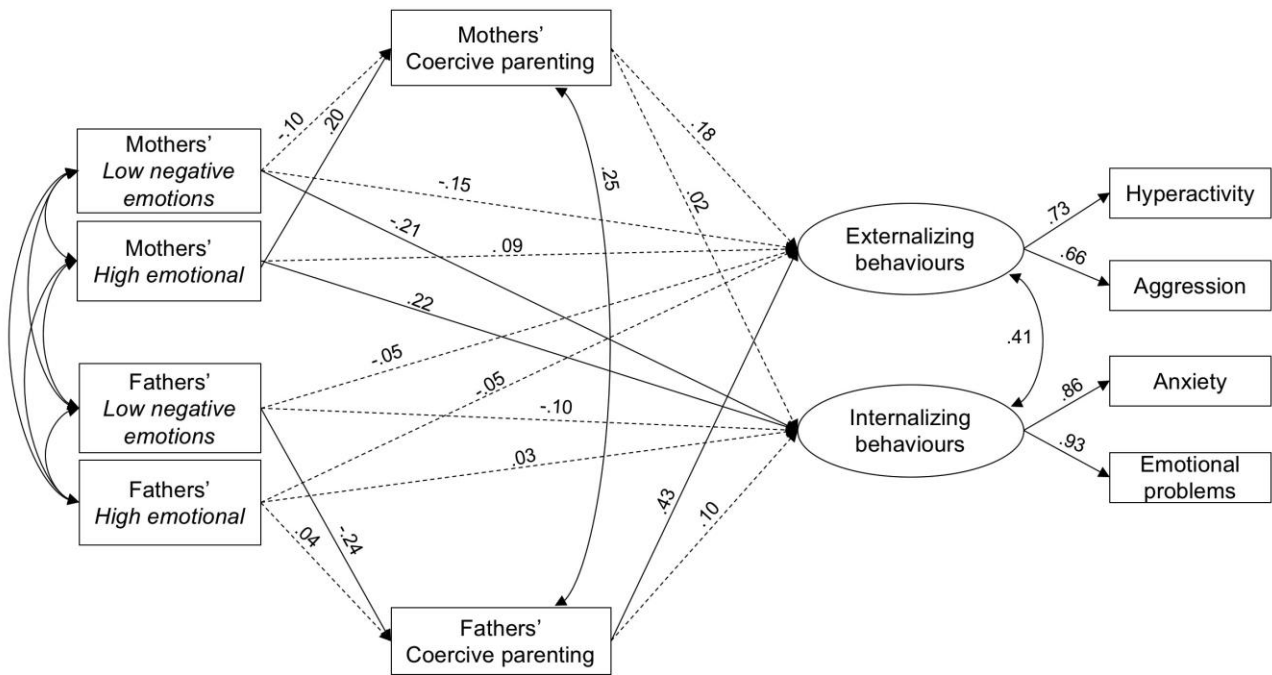 Mothers’
Coercive parenting
-.10
.20
.18
Mothers’
Low negative
emotions
-.15
.25
.02
Hyperactivity
.73
-.21
Mothers’
High emotional
.09
Externalizing
behaviours
.66
Aggression
.22
.41
-.05
-.05
Fathers’
Low negative
emotions
-.10
Internalizing
behaviours
.86
Anxiety
.03
.93
Emotional
problems
Fathers’
High emotional
.04
-.24
.43
.10
Fathers’
Coercive parenting